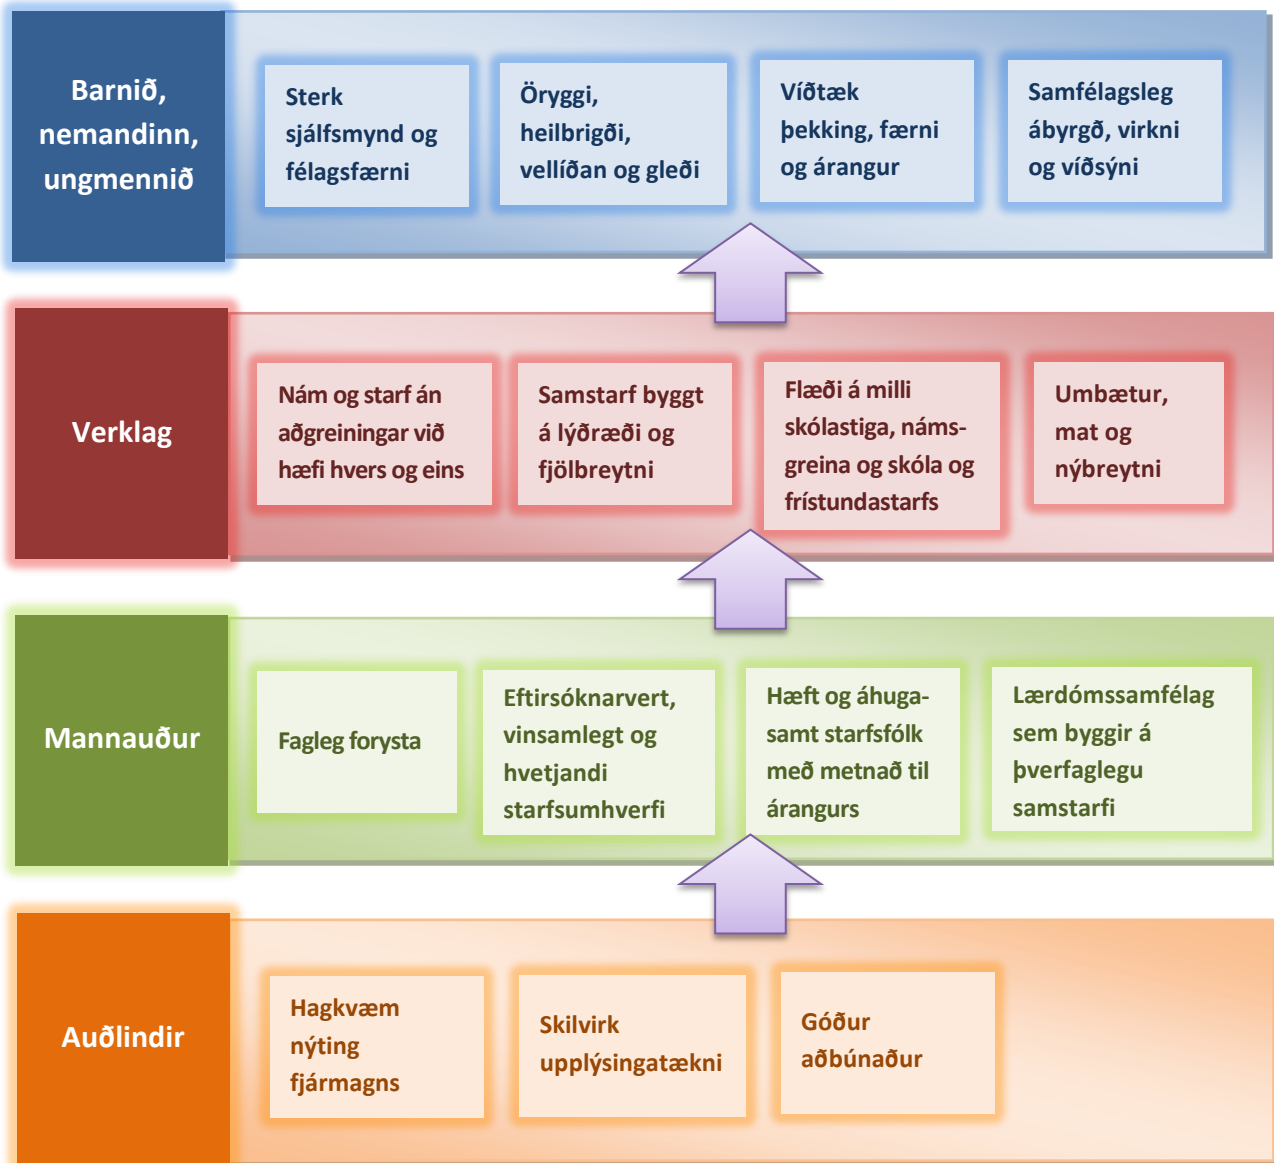 Barnið,
nemandinn,
ungmennið
Sterk
sjálfsmynd og
félagsfærni
Öryggi,
heilbrigði,
vellíðan og gleði
Víðtæk
þekking, færni
og árangur
Samfélagsleg
ábyrgð, virkni
og víðsýni
Verklag
Nám og starf án
aðgreiningar við
hæfi hvers og eins
Samstarf byggt
á lýðræði og
fjölbreytni
Flæði á milli
skólastiga, náms-
greina og skóla og
frístundastarfs
Umbætur,
mat og
nýbreytni
Mannauður
Fagleg forysta
Eftirsóknarvert,
vinsamlegt og
hvetjandi
starfsumhverfi
Hæft og áhuga-
samt starfsfólk
með metnað til
árangurs
Lærdómssamfélag
sem byggir á
þverfaglegu
samstarfi
Auðlindir
Hagkvæm
nýting
fjármagns
Skilvirk
upplýsingatækni
Góður
aðbúnaður